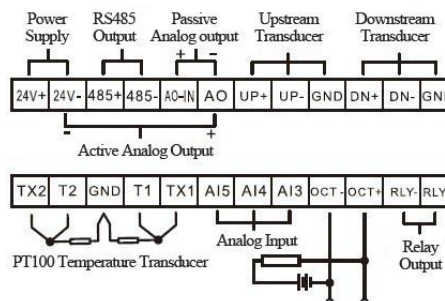 Power Supply RS485 Output Passive Analog output Upstream Transducer Downstream Transducer
+ -
24V+ 24V- 485+ 485- AO-IN AO UP+ UP- GND DN+ DN- GND
- +
Active Analog Output
TX2 T2 GND T1 TX1 AI5 AI4 AI3 OCT- OCT+ RLY- RLY
Analog Input
Relay Output
PT100 Temperature Transducer